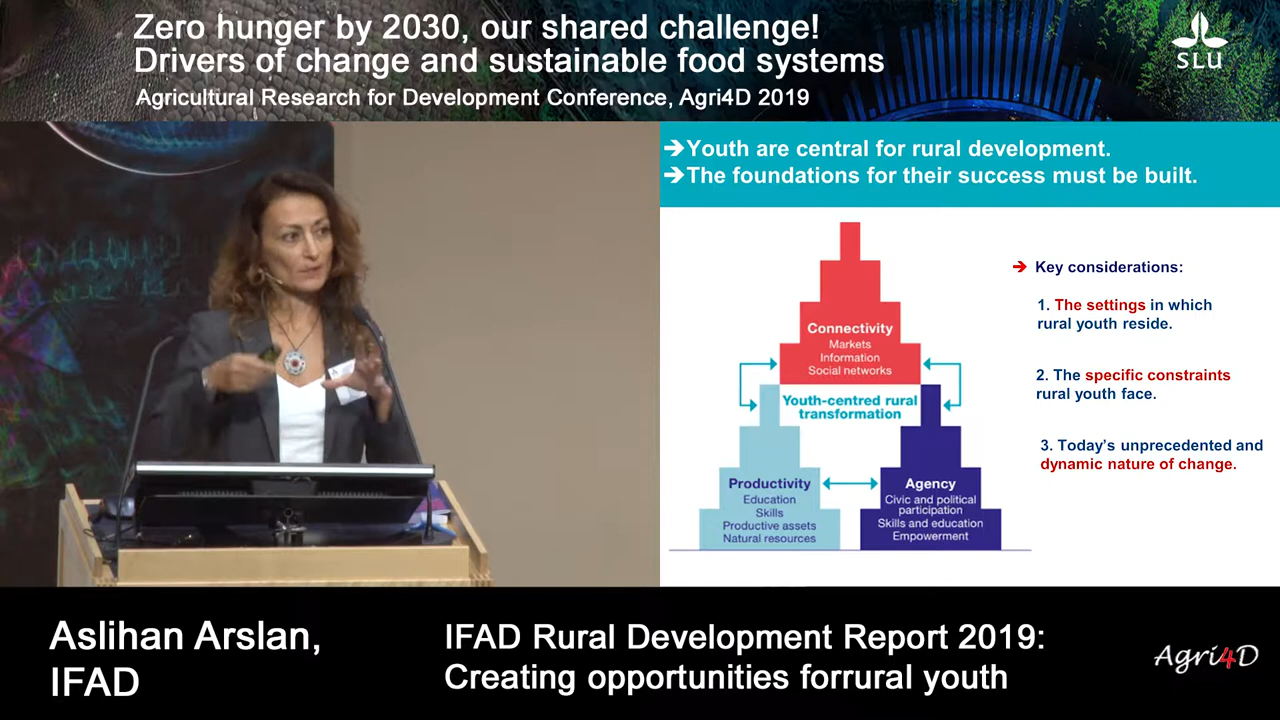 Zero hunger by 2030, our shared challenge!
Drivers of change and sustainable food systems
Agricultural Research for Development Conference, Agri4D 2019
SLU
➔Youth are central for rural development.
➔The foundations for their success must be built.
Connectivity
Markets
Information
Social networks
Youth-centred rural
transformation
Productivity
Education
Skills
Productive assets
Natural resources
Agency
Civic and political
participation
Skills and education
Empowerment
➔ Key considerations:
1. The settings in which
rural youth reside.
2. The specific constraints
rural youth face.
3. Today's unprecedented and
dynamic nature of change.
Aslihan Arslan,
IFAD
IFAD Rural Development Report 2019:
Creating opportunities forrural youth
Agri4D